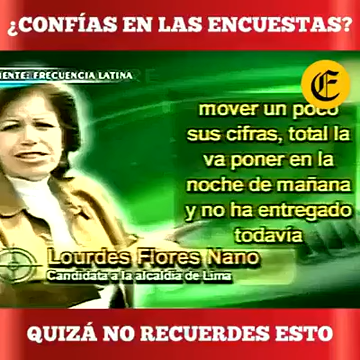 ¿CONFÍAS EN LAS ENCUESTAS?
FRECUENCIA LATINA
E
mover un poco
sus cifras, total la
va poner en la
noche de mañana
y no ha entregado
todavía
Lourdes Flores Nano
Candidata a la alcaldía de Lima
QUIZÁ NO RECUERDES ESTO